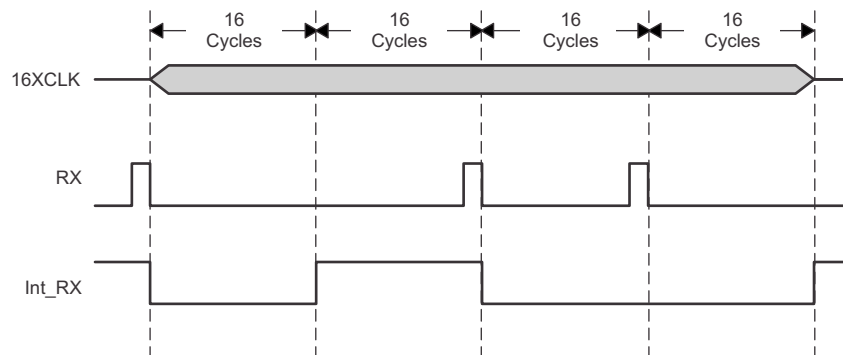 16 16 16 16
Cycles Cycles Cycles Cycles
16XCLK
RX
Int_RX